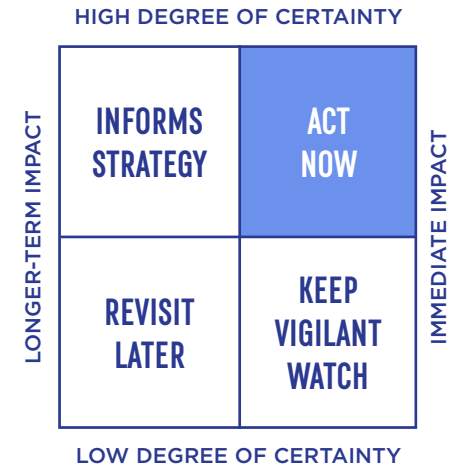 HIGH DEGREE OF CERTAINTY
LONGER-TERM IMPACT
INFORMS
STRATEGY
ACT
NOW
IMMEDIATE IMPACT
REVISIT
LATER
KEEP
VIGILANT
WATCH
LOW DEGREE OF CERTAINTY